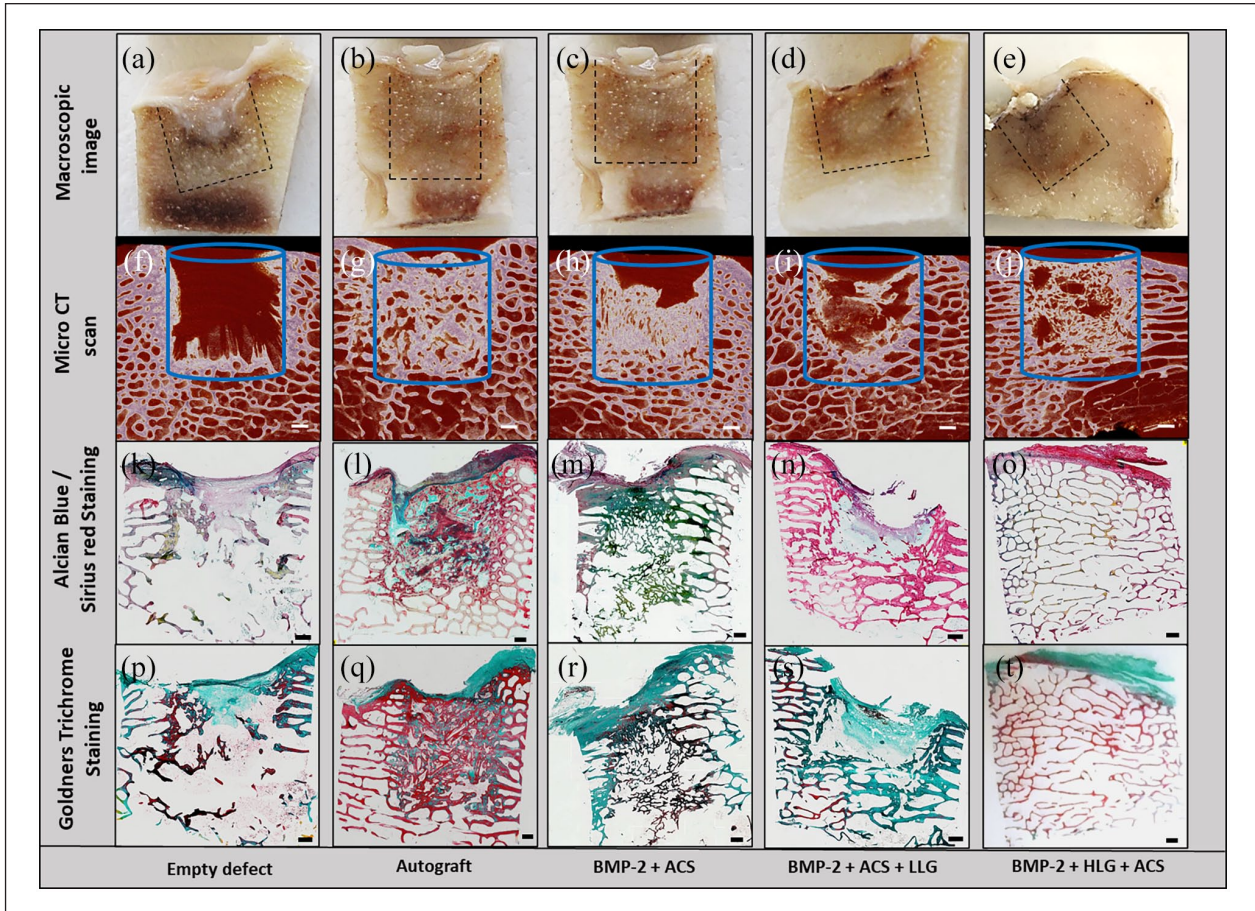 Macroscopic
image
(a)
(b)
(c)
(d)
(e)
Micro CT
scan
(f)
(g)
(h)
(i)
(j)
Alcian Blue /
Sirius red Staining
(k)
(l)
(m)
(n)
(o)
Goldners Trichrome
Staining
(p)
(q)
(r)
(s)
(t)
Empty defect
Autograft
BMP-2 + ACS
BMP-2 + ACS + LLG
BMP-2 + HLG + ACS